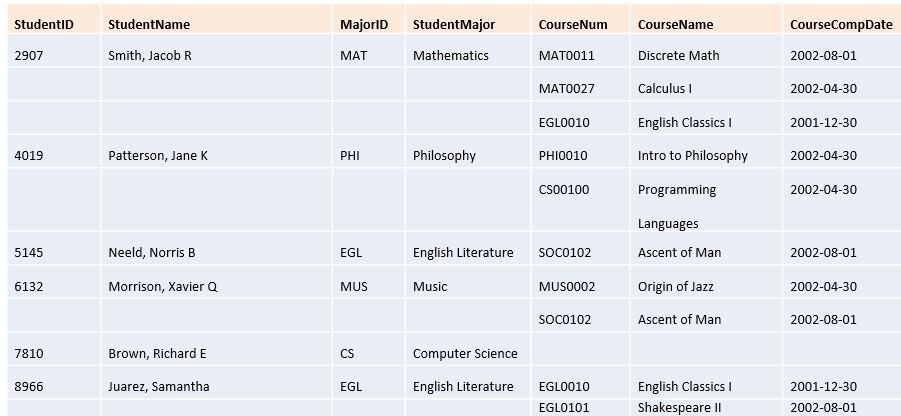 StudentID StudentName MajorID StudentMajor CourseNum CourseName CourseCompDate
2907 Smith, Jacob R MAT Mathematics MAT0011 Discrete Math 2002-08-01
MAT0027 Calculus I 2002-04-30
EGL0010 English Classics I 2001-12-30
4019 Patterson, Jane K PHI Philosophy PHI0010 Intro to Philosophy 2002-04-30
CS00100 Programming 2002-04-30
Languages
5145 Neeld, Norris B EGL English Literature SOC0102 Ascent of Man 2002-08-01
6132 Morrison, Xavier Q MUS Music MUS0002 Origin of Jazz 2002-04-30
SOC0102 Ascent of Man 2002-08-01
7810 Brown, Richard E CS Computer Science
8966 Juarez, Samantha EGL English Literature EGL0010 English Classics I 2001-12-30
EGL0101 Shakespeare II 2002-08-01